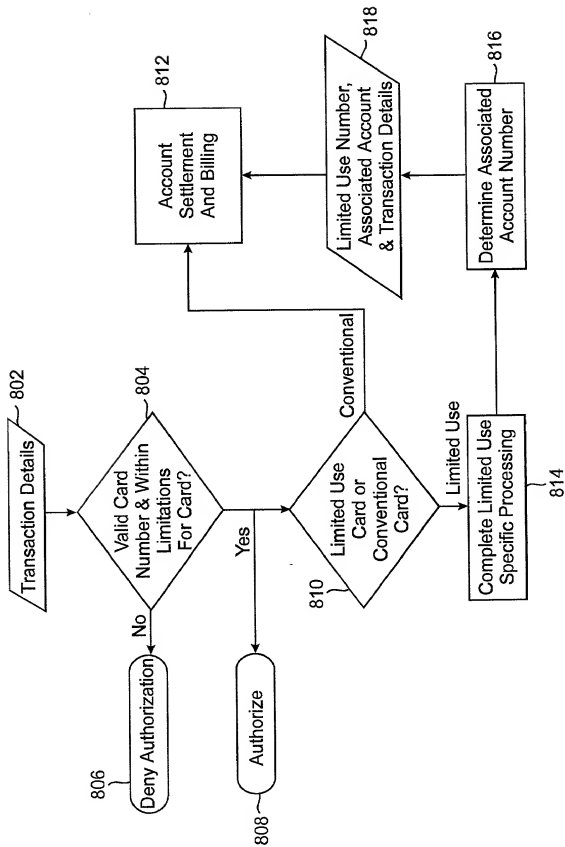 802
Transaction Details
804
Valid Card
Number & Within
Limitations
For Card?
No
Deny Authorization
806
Yes
Authorize
808
810
Limited Use
Card or
Conventional
Card?
Conventional
Account
Settlement
And Billing
812
Limited Use
Complete Limited Use
Specific Processing
814
Determine Associated
Account Number
816
Limited Use Number,
Associated Account
& Transaction Details
818